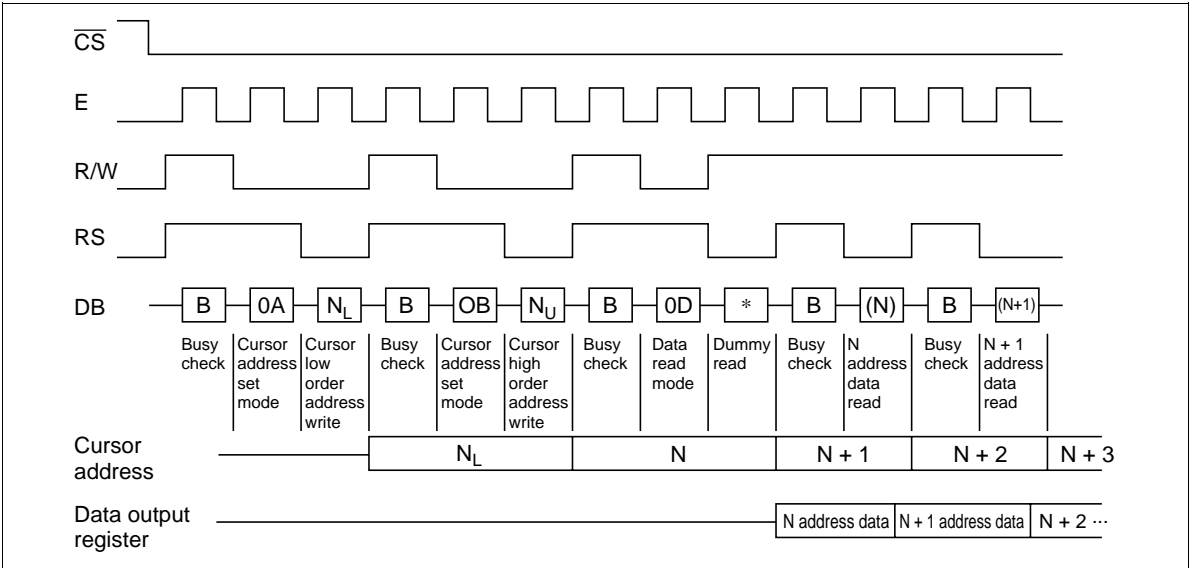 CS
E
R/W
RS
DB
B 0A NL B OB NU B 0D * B (N) B (N+1)
Busy check
Cursor address set mode
Cursor low order address write
Busy check
Cursor address set mode
Cursor high order address write
Busy check
Data read mode
Dummy read
Busy check
N address data read
Busy check
N + 1 address data read
Cursor address
NL N N + 1 N + 2 N + 3
Data output register
N address data N + 1 address data N + 2 ···